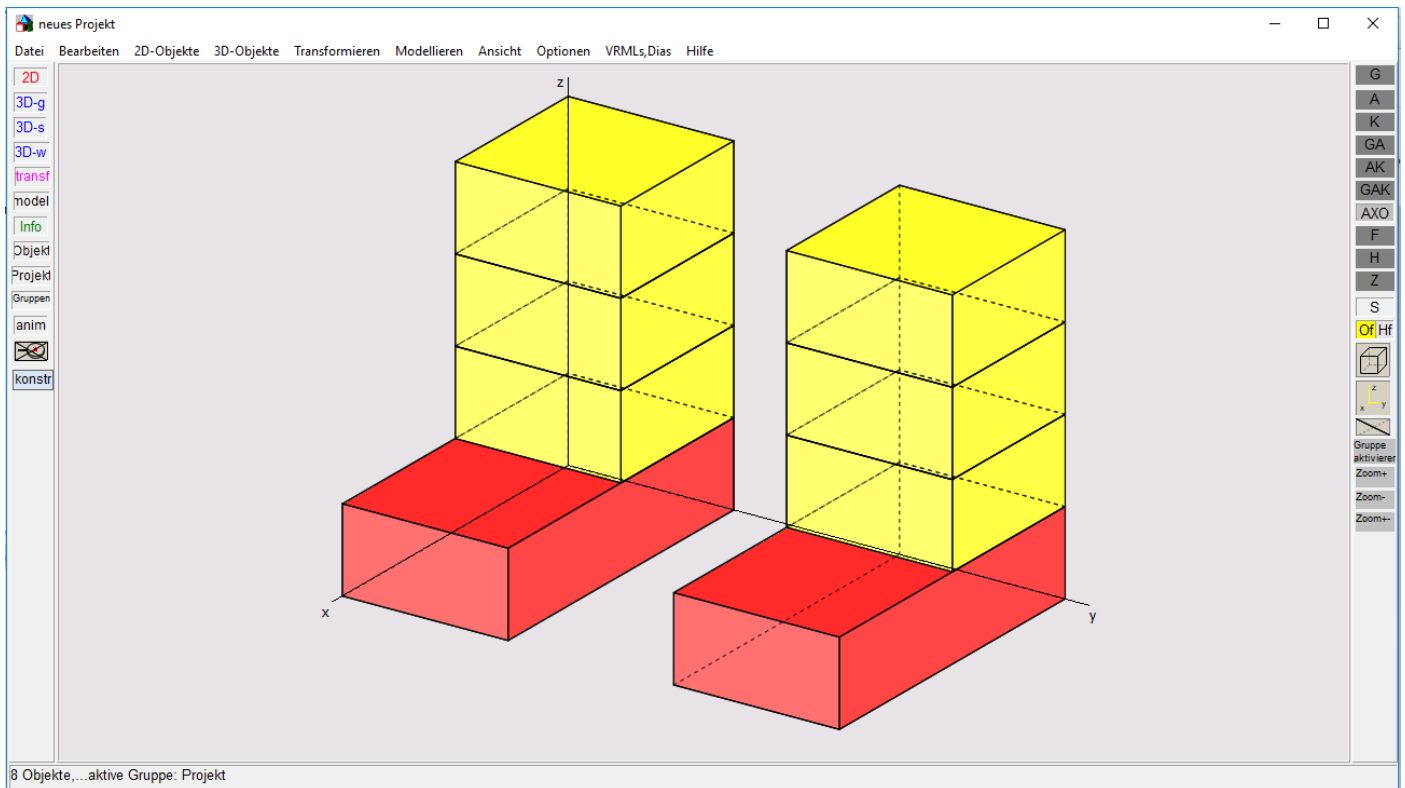 neues Projekt
Datei Bearbeiten 2D-Objekte 3D-Objekte Transformieren Modellieren Ansicht Optionen VRMLs,Dias Hilfe
2D
3D-g
3D-s
3D-w
transf
model
Info
Objekt
Projekt
Gruppen
anim
konstr
z
x
y
G
A
K
GA
AK
GAK
AXO
F
H
Z
S
Of Hf
z
x y
Gruppe
aktivierer
Zoom+
Zoom-
Zoom+-
8 Objekte,...aktive Gruppe: Projekt